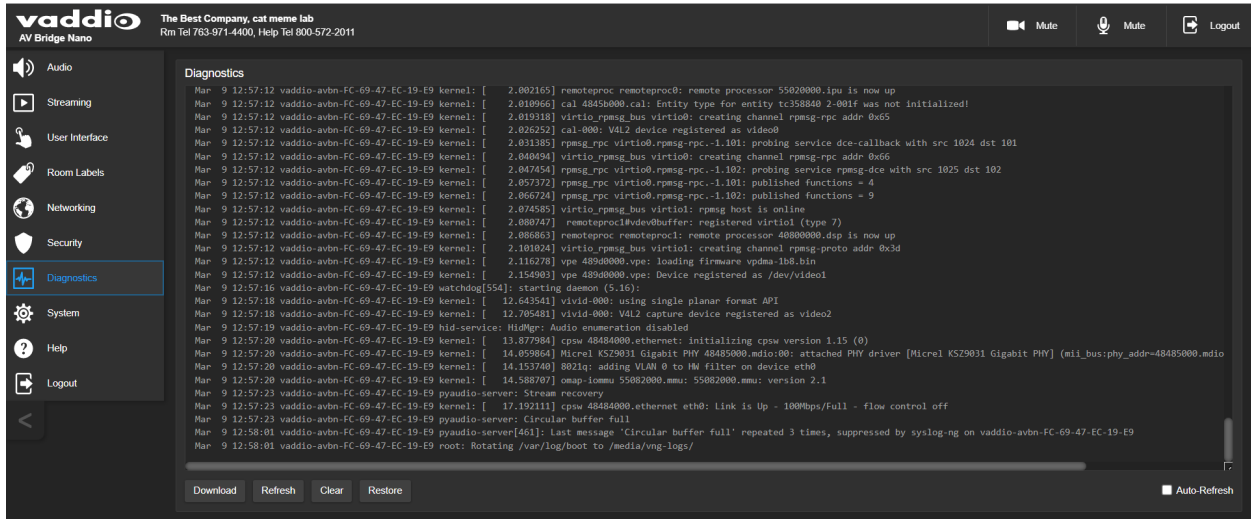 vaddio
AV Bridge Nano
The Best Company, cat meme lab
Rm Tel 763-971-4400, Help Tel 800-572-2011
Mute
Mute
Logout
Audio
Streaming
User Interface
Room Labels
Networking
Security
Diagnostics
System
Help
Logout
<
Diagnostics
Mar 9 12:57:12 vaddio-avbn-FC-69-47-EC-19-E9 kernel: [ 2.002165] remoteproc remoteproc0: remote processor 55020000.ipu is now up
Mar 9 12:57:12 vaddio-avbn-FC-69-47-EC-19-E9 kernel: [ 2.010966] cal 4845b000.cal: Entity type for entity tc358840 2-001f was not initialized!
Mar 9 12:57:12 vaddio-avbn-FC-69-47-EC-19-E9 kernel: [ 2.019318] virtio_rpmsg_bus virtio0: creating channel rpmsg-rpc addr 0x65
Mar 9 12:57:12 vaddio-avbn-FC-69-47-EC-19-E9 kernel: [ 2.026252] cal-000: V4L2 device registered as video0
Mar 9 12:57:12 vaddio-avbn-FC-69-47-EC-19-E9 kernel: [ 2.031385] rpmsg_rpc virtio0.rpmsg-rpc.-1.101: probing service dce-callback with src 1024 dst 101
Mar 9 12:57:12 vaddio-avbn-FC-69-47-EC-19-E9 kernel: [ 2.040494] virtio_rpmsg_bus virtio0: creating channel rpmsg-rpc addr 0x66
Mar 9 12:57:12 vaddio-avbn-FC-69-47-EC-19-E9 kernel: [ 2.047454] rpmsg_rpc virtio0.rpmsg-rpc.-1.102: probing service rpmsg-dce with src 1025 dst 102
Mar 9 12:57:12 vaddio-avbn-FC-69-47-EC-19-E9 kernel: [ 2.057372] rpmsg_rpc virtio0.rpmsg-rpc.-1.101: published functions = 4
Mar 9 12:57:12 vaddio-avbn-FC-69-47-EC-19-E9 kernel: [ 2.066724] rpmsg_rpc virtio0.rpmsg-rpc.-1.102: published functions = 9
Mar 9 12:57:12 vaddio-avbn-FC-69-47-EC-19-E9 kernel: [ 2.074585] virtio_rpmsg_bus virtio1: rpmsg host is online
Mar 9 12:57:12 vaddio-avbn-FC-69-47-EC-19-E9 kernel: [ 2.080747] remoteproc1#vdev0buffer: registered virtio1 (type 7)
Mar 9 12:57:12 vaddio-avbn-FC-69-47-EC-19-E9 kernel: [ 2.086863] remoteproc remoteproc1: remote processor 40800000.dsp is now up
Mar 9 12:57:12 vaddio-avbn-FC-69-47-EC-19-E9 kernel: [ 2.101024] virtio_rpmsg_bus virtio1: creating channel rpmsg-proto addr 0x3d
Mar 9 12:57:12 vaddio-avbn-FC-69-47-EC-19-E9 kernel: [ 2.116278] vpe 489d0000.vpe: loading firmware vpdma-1b8.bin
Mar 9 12:57:12 vaddio-avbn-FC-69-47-EC-19-E9 kernel: [ 2.154903] vpe 489d0000.vpe: Device registered as /dev/video1
Mar 9 12:57:16 vaddio-avbn-FC-69-47-EC-19-E9 watchdog[554]: starting daemon (5.16):
Mar 9 12:57:18 vaddio-avbn-FC-69-47-EC-19-E9 kernel: [ 12.643541] vivid-000: using single planar format API
Mar 9 12:57:18 vaddio-avbn-FC-69-47-EC-19-E9 kernel: [ 12.705481] vivid-000: V4L2 capture device registered as video2
Mar 9 12:57:19 vaddio-avbn-FC-69-47-EC-19-E9 hid-service: HidMgr: Audio enumeration disabled
Mar 9 12:57:20 vaddio-avbn-FC-69-47-EC-19-E9 kernel: [ 13.877984] cpsw 48484000.ethernet: initializing cpsw version 1.15 (0)
Mar 9 12:57:20 vaddio-avbn-FC-69-47-EC-19-E9 kernel: [ 14.059864] Micrel KSZ9031 Gigabit PHY 48485000.mdio:00: attached PHY driver [Micrel KSZ9031 Gigabit PHY] (mii_bus:phy_addr=48485000.mdio
Mar 9 12:57:20 vaddio-avbn-FC-69-47-EC-19-E9 kernel: [ 14.153740] 8021q: adding VLAN 0 to HW filter on device eth0
Mar 9 12:57:20 vaddio-avbn-FC-69-47-EC-19-E9 kernel: [ 14.588707] omap-iommu 55082000.mmu: 55082000.mmu: version 2.1
Mar 9 12:57:23 vaddio-avbn-FC-69-47-EC-19-E9 pyaudio-server: Stream recovery
Mar 9 12:57:23 vaddio-avbn-FC-69-47-EC-19-E9 kernel: [ 17.192111] cpsw 48484000.ethernet eth0: Link is Up - 100Mbps/Full - flow control off
Mar 9 12:57:23 vaddio-avbn-FC-69-47-EC-19-E9 pyaudio-server: Circular buffer full
Mar 9 12:58:01 vaddio-avbn-FC-69-47-EC-19-E9 pyaudio-server[461]: Last message 'Circular buffer full' repeated 3 times, suppressed by syslog-ng on vaddio-avbn-FC-69-47-EC-19-E9
Mar 9 12:58:01 vaddio-avbn-FC-69-47-EC-19-E9 root: Rotating /var/log/boot to /media/vng-logs/
Download
Refresh
Clear
Restore
Auto-Refresh